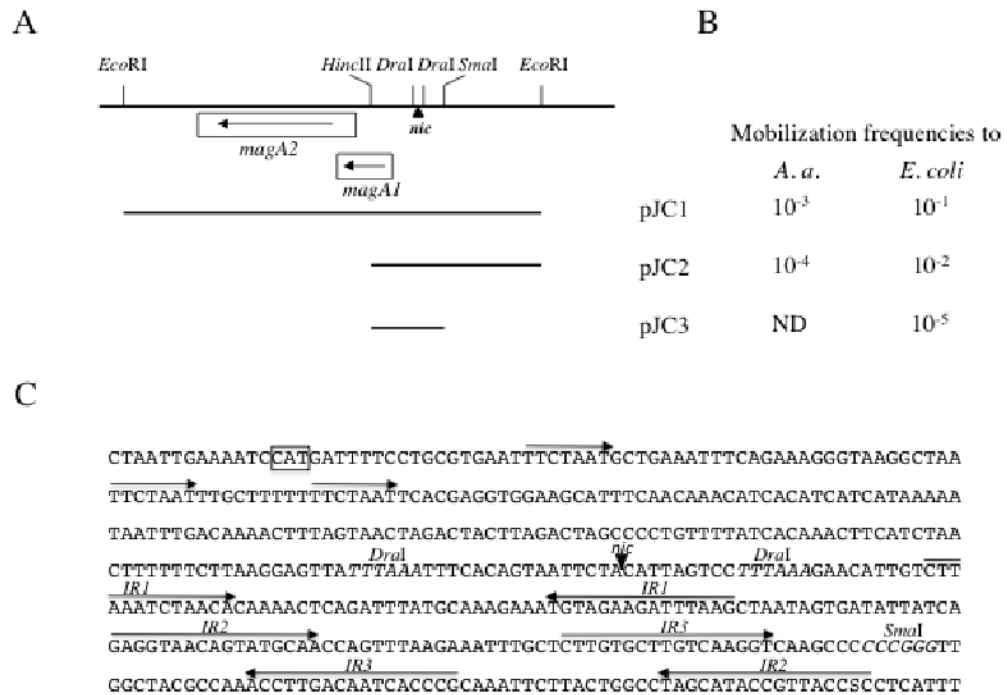 A
B
EcoRI HincII DraI DraI SmaI EcoRI
nic
magA2
magA1
Mobilization frequencies to
A. a. E. coli
pJC1 10-3 10-1
pJC2 10-4 10-2
pJC3 ND 10-5
C
CTAATTGAAAATCCATGATTTTCCTGCGTGAATTTCTAATGCTGAAATTTCAGAAAGGGTAAGGCTAA
TTCTAATTTGCTTTTTTTTCTAATTCACGAGGTGGAAGCATTTCAACAAACATCACATCATCATAAAAA
TAATTTGACAAAACTTTAGTAACTAGACTACTTAGACTAGCCCCTGTTTTATCACAAACTTCATCTAA
DraI nic DraI
CTTTTTTCTTAAGGAGTTATTTAAATTTCACAGTAATTCTACATTAGTCCTTTAAAGAACATTGTCTT
IR1 IR1
AAATCTAACACAAAACTCAGATTTATGCAAAGAAATGTAGAAGATTTAAGCTAATAGTGATATTATCA
IR2 IR3 SmaI
GAGGTAACAGTATGCAACCAGTTTAAGAAATTTGCTCTTGTGCTTGTCAAGGTCAAGCCCCCCGGGTT
IR3 IR2
GGCTACGCCAAACCTTGACAATCACCCGCAAATTCTTACTGGCCTAGCATACCGTTACCSCCTCATTT